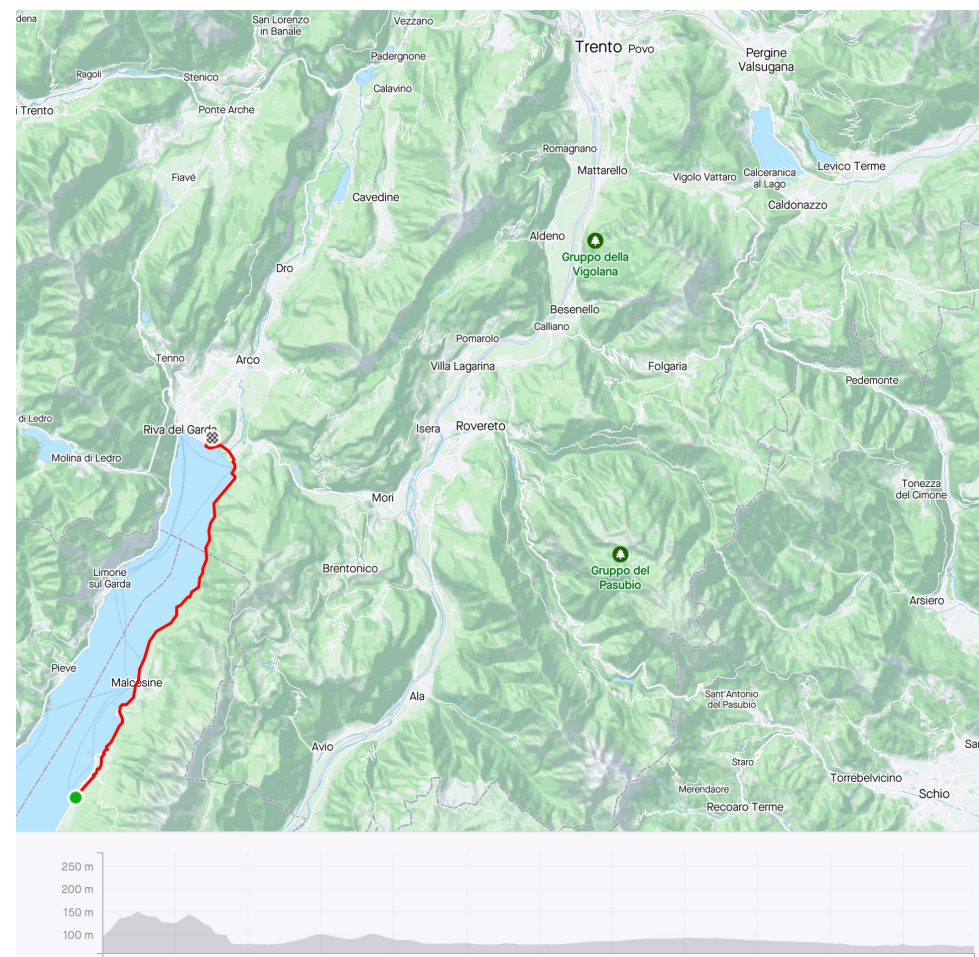 dena
San Lorenzo
in Banale
Vezzano
Trento
Povo
Padergnone
Pergine
Valsugana
Ragoli
Stenico
Calavino
i Trento
Ponte Arche
Romagnano
Mattarello
Vigolo Vattaro
Calceranica
al Lago
Levico Terme
Fiavé
Cavedine
Caldonazzo
Aldeno
Gruppo della
Vigolana
Dro
Besenello
Calliano
Pomarolo
Tenno
Arco
Villa Lagarina
Folgaria
Pedemonte
di Ledro
Riva del Garda
Isera
Rovereto
Molina di Ledro
Mori
Tonezza
del Cimone
Limone
sul Garda
Brentonico
Gruppo del
Pasubio
Arsiero
Pieve
Malcesine
Ala
Sant'Antonio
del Pasubio
Avio
Sa
Staro
Torrebelvicino
Merendaore
Schio
Recoaro Terme
250 m
200 m
150 m
100 m